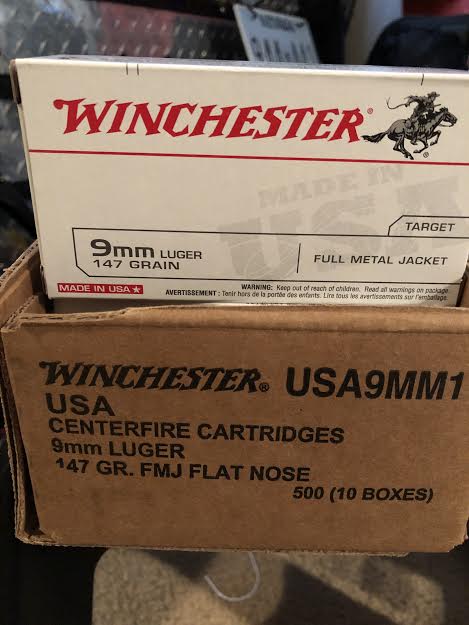 WINCHESTER®
MADE IN
USA
TARGET
9mm LUGER
147 GRAIN
FULL METAL JACKET
MADE IN USA ★
WARNING: Keep out of reach of children. Read all warnings on package.
AVERTISSEMENT: Tenir hors de la portée des enfants. Lire tous les avertissements sur l'emballage.
WINCHESTER® USA9MM1
USA
CENTERFIRE CARTRIDGES
9mm LUGER
147 GR. FMJ FLAT NOSE
500 (10 BOXES)